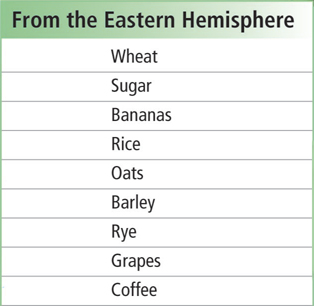 From the Eastern Hemisphere
Wheat
Sugar
Bananas
Rice
Oats
Barley
Rye
Grapes
Coffee